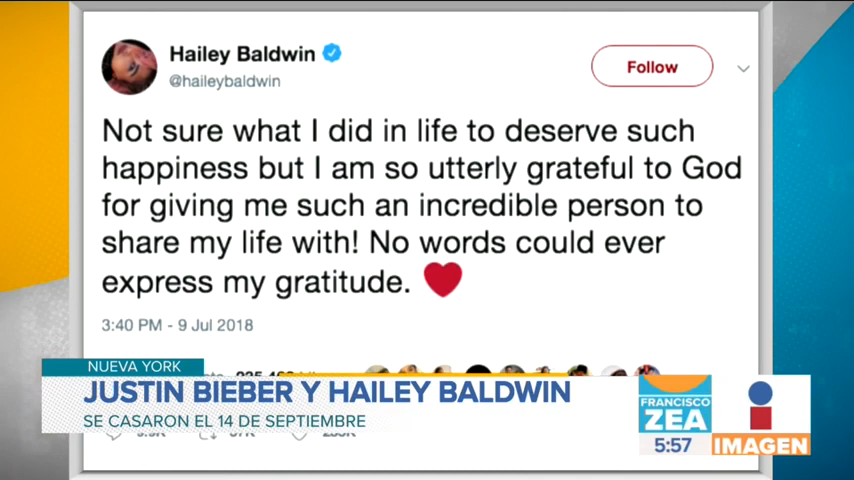 Hailey Baldwin
@haileybaldwin
Follow
Not sure what I did in life to deserve such
happiness but I am so utterly grateful to God
for giving me such an incredible person to
share my life with! No words could ever
express my gratitude. ❤
3:40 PM - 9 Jul 2018
NUEVA YORK
JUSTIN BIEBER Y HAILEY BALDWIN
SE CASARON EL 14 DE SEPTIEMBRE
FRANCISCO
ZEA
5:57
IMAGEN